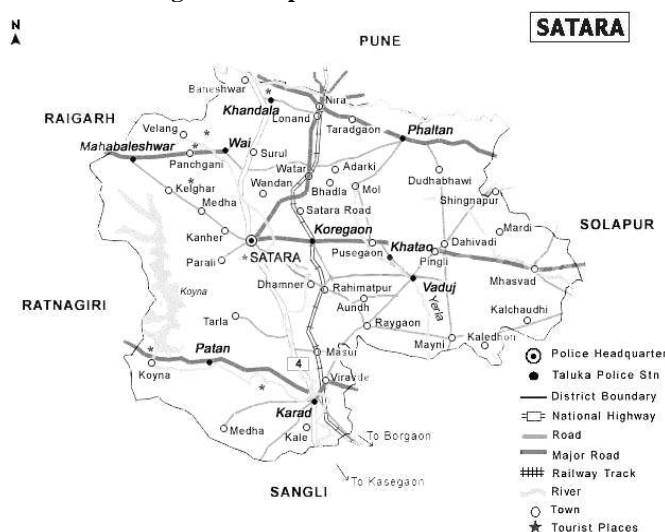 N
SATARA
PUNE
Baneshwar
Nira
Khandala
Lonand
Taradgaon
Phaltan
RAIGARH
Velang
Wai
Mahabaleshwar
Panchgani
Surul
Watar
Adarki
Dudhabhawi
Kelghar
Wandan
Bhadla
Mol
Shingnapur
Medha
Satara Road
Mardi
SOLAPUR
Kanher
Koregaon
Khatao
Dahivadi
SATARA
Pusegaon
Pingli
Parali
Mhasvad
Koyna
Dhamner
Rahimatpur
Vaduj
RATNAGIRI
Aundh
Yerla
Kalchaudhi
Tarla
Raygaon
Mayni
Kaledhon
Patan
Masur
4
Koyna
Viravde
Karad
Medha
Kale
To Borgaon
To Kasegaon
SANGLI
Police Headquarter
Taluka Police Stn
District Boundary
National Highway
Road
Major Road
Railway Track
River
Town
Tourist Places